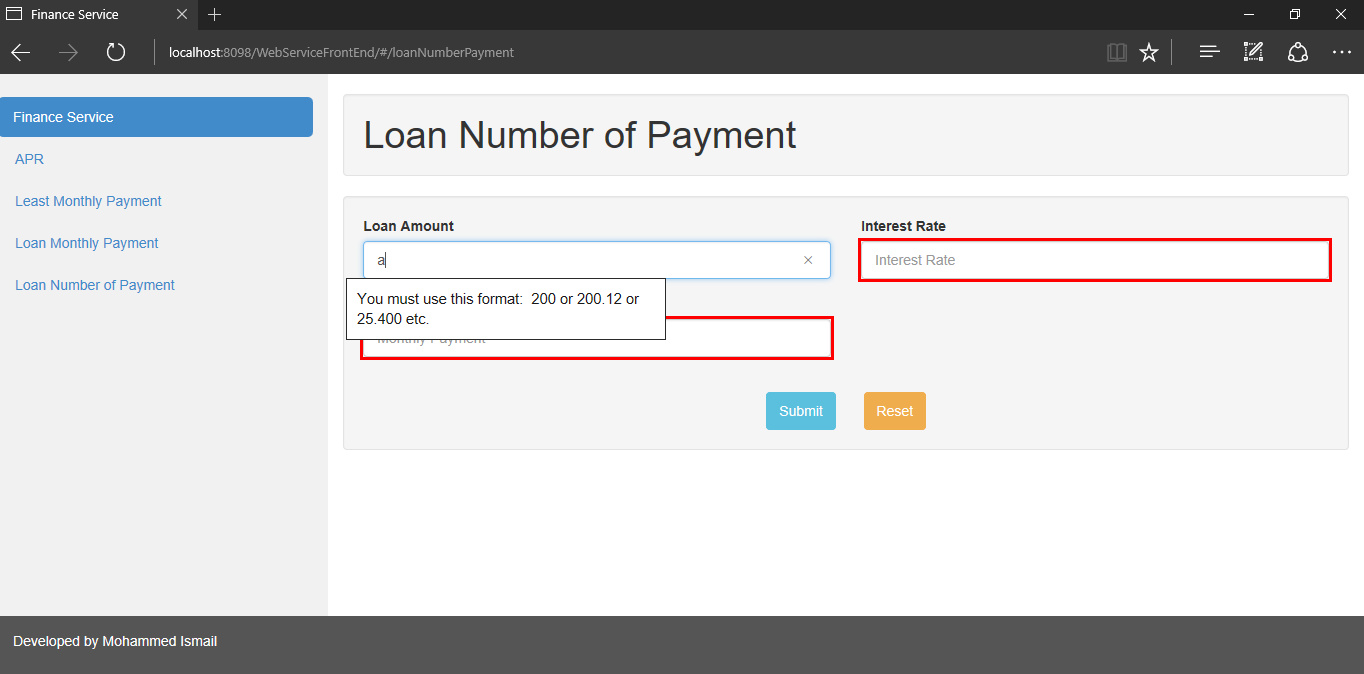 Finance Service
localhost:8098/WebServiceFrontEnd/#/loanNumberPayment
Finance Service
APR
Least Monthly Payment
Loan Monthly Payment
Loan Number of Payment
Loan Number of Payment
Loan Amount
Interest Rate
a
Interest Rate
You must use this format:  200 or 200.12 or
25.400 etc.
Monthly Payment
Submit
Reset
Developed by Mohammed Ismail